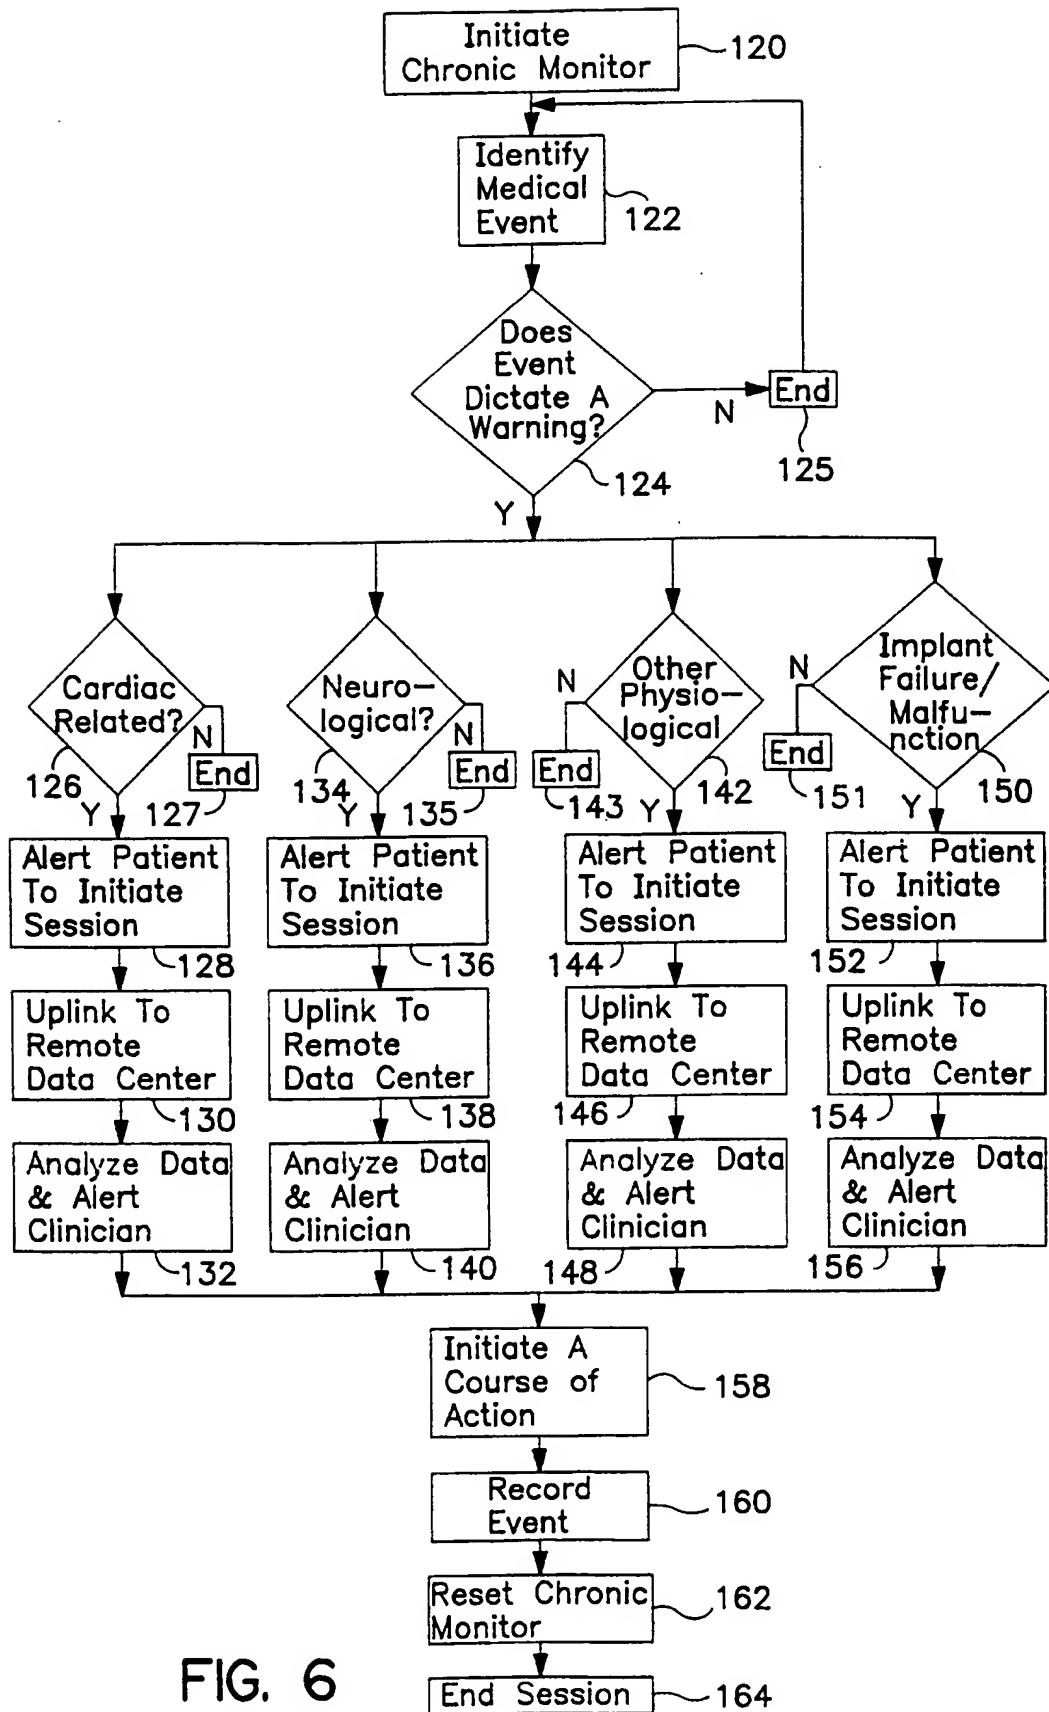 Initiate
Chronic Monitor
120
Identify
Medical
Event
122
Does
Event
Dictate A
Warning?
124
N
End
125
Y
Cardiac
Related?
126
N
End
127
Y
Neuro-
logical?
134
N
End
135
Y
Other
Physio-
logical
142
N
End
143
Y
Implant
Failure/
Malfu-
nction
150
N
End
151
Y
Alert Patient
To Initiate
Session
128
Alert Patient
To Initiate
Session
136
Alert Patient
To Initiate
Session
144
Alert Patient
To Initiate
Session
152
Uplink To
Remote
Data Center
130
Uplink To
Remote
Data Center
138
Uplink To
Remote
Data Center
146
Uplink To
Remote
Data Center
154
Analyze Data
& Alert
Clinician
132
Analyze Data
& Alert
Clinician
140
Analyze Data
& Alert
Clinician
148
Analyze Data
& Alert
Clinician
156
Initiate A
Course of
Action
158
Record
Event
160
Reset Chronic
Monitor
162
End Session
164
FIG. 6